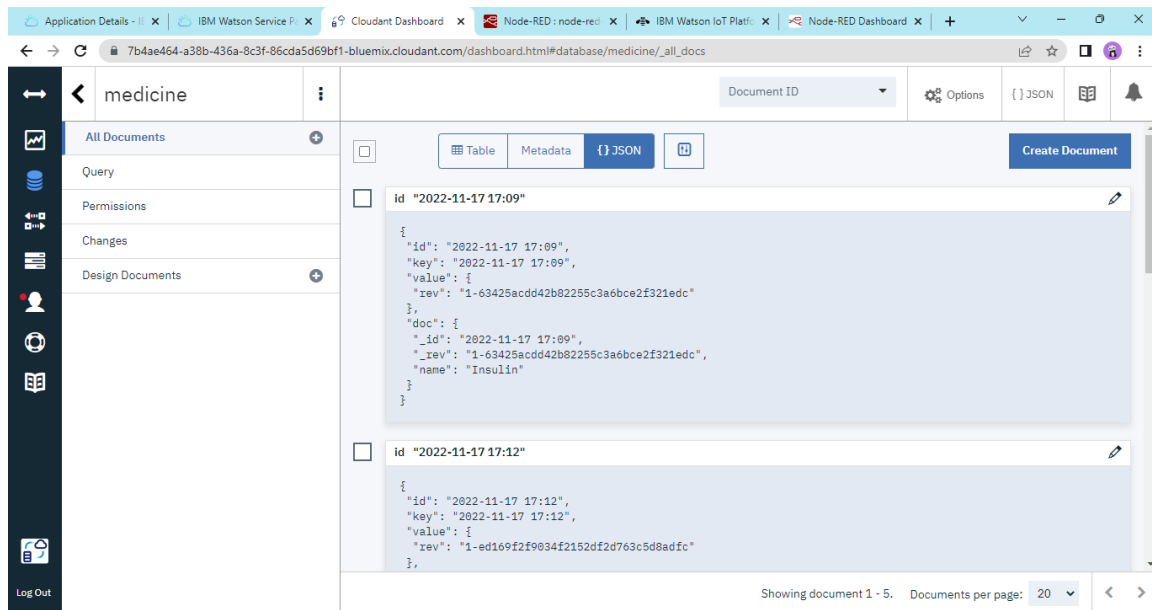 Application Details - IE
IBM Watson Service Pa
Cloudant Dashboard
Node-RED : node-red
IBM Watson IoT Platfo
Node-RED Dashboard
7b4ae464-a38b-436a-8c3f-86cda5d69bf1-bluemix.cloudant.com/dashboard.html#database/medicine/_all_docs
medicine
Document ID
Options
{ } JSON
All Documents
Query
Permissions
Changes
Design Documents
Table
Metadata
{ } JSON
Create Document
id "2022-11-17 17:09"
{
"id": "2022-11-17 17:09",
"key": "2022-11-17 17:09",
"value": {
"rev": "1-63425acdd42b82255c3a6bce2f321edc"
},
"doc": {
"_id": "2022-11-17 17:09",
"_rev": "1-63425acdd42b82255c3a6bce2f321edc",
"name": "Insulin"
}
}
id "2022-11-17 17:12"
{
"id": "2022-11-17 17:12",
"key": "2022-11-17 17:12",
"value": {
"rev": "1-ed169f2f9034f2152df2d763c5d8adfc"
},
Log Out
Showing document 1 - 5.
Documents per page: 20